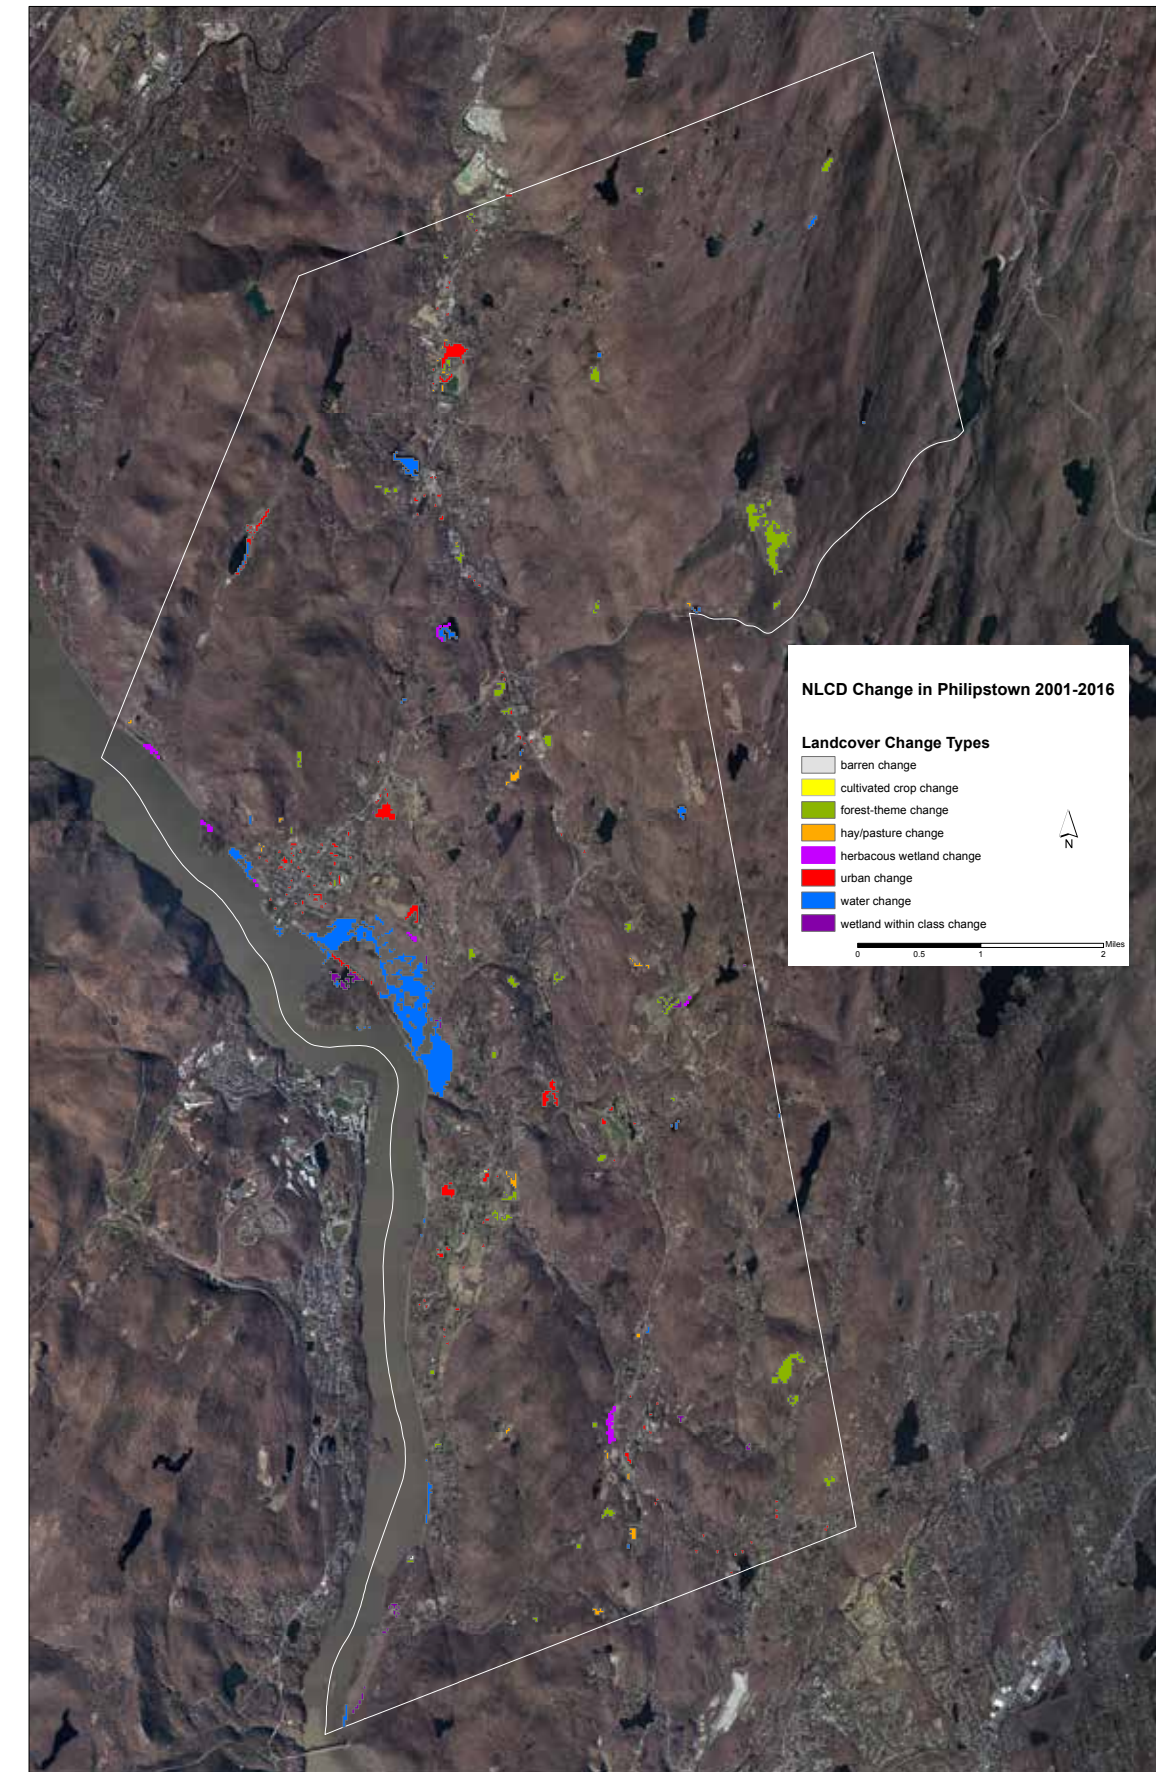 NLCD Change in Philipstown 2001-2016
Landcover Change Types
barren change
cultivated crop change
forest-theme change
hay/pasture change
N
herbacous wetland change
urban change
water change
wetland within class change
Miles
0 0.5 1 2